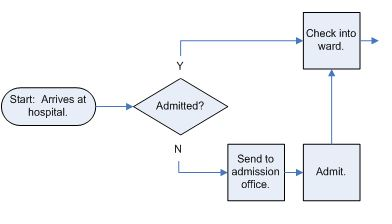 Check into
ward.
Y
Start:  Arrives at
hospital.
Admitted?
N
Send to
admission
office.
Admit.